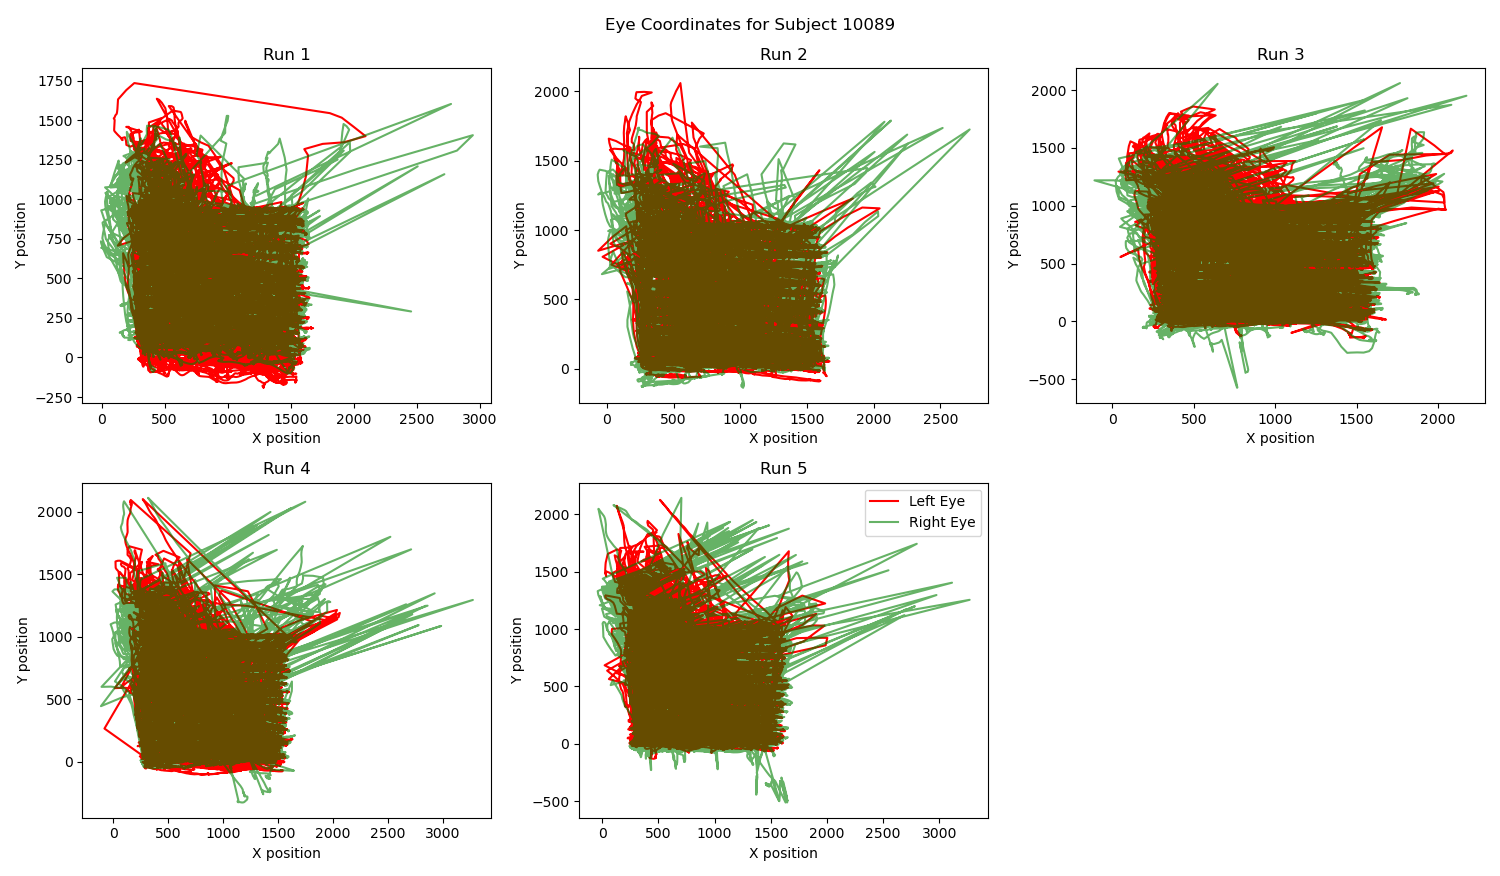 Eye Coordinates for Subject 10089
Run 1
1750
1500
1250
1000
750
500
250
0
−250
Y position
0 500 1000 1500 2000 2500 3000
X position
Run 2
2000
1500
1000
500
0
Y position
0 500 1000 1500 2000 2500
X position
Run 3
2000
1500
1000
500
0
−500
Y position
0 500 1000 1500 2000
X position
Run 4
2000
1500
1000
500
0
Y position
0 500 1000 1500 2000 2500 3000
X position
Run 5
Left Eye
Right Eye
2000
1500
1000
500
0
−500
Y position
0 500 1000 1500 2000 2500 3000
X position